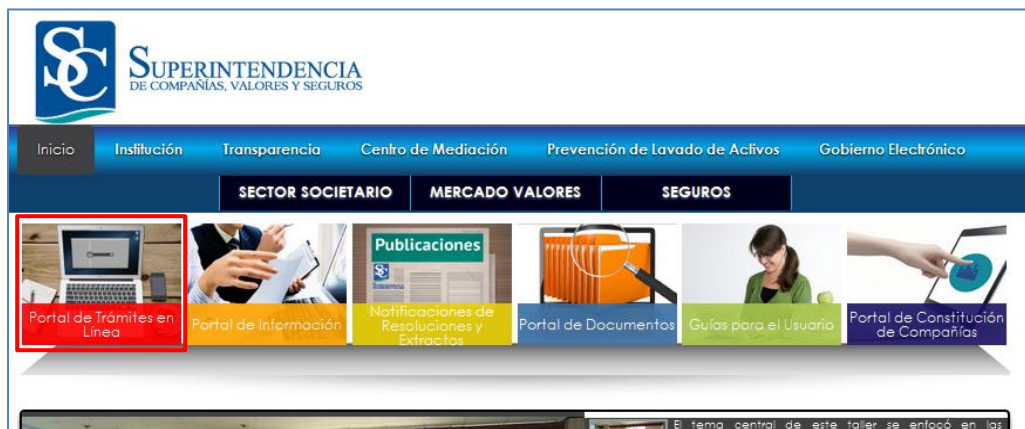 SC
SUPERINTENDENCIA
DE COMPAÑÍAS, VALORES Y SEGUROS
Inicio Institución Transparencia Centro de Mediación Prevención de Lavado de Activos Gobierno Electrónico
SECTOR SOCIETARIO MERCADO VALORES SEGUROS
Publicaciones
Portal de Trámites en
Línea
Portal de Información
Notificaciones de
Resoluciones y
Extractos
Portal de Documentos
Guías para el Usuario
Portal de Constitución
de Compañías
El tema central de este taller se enfocó en las